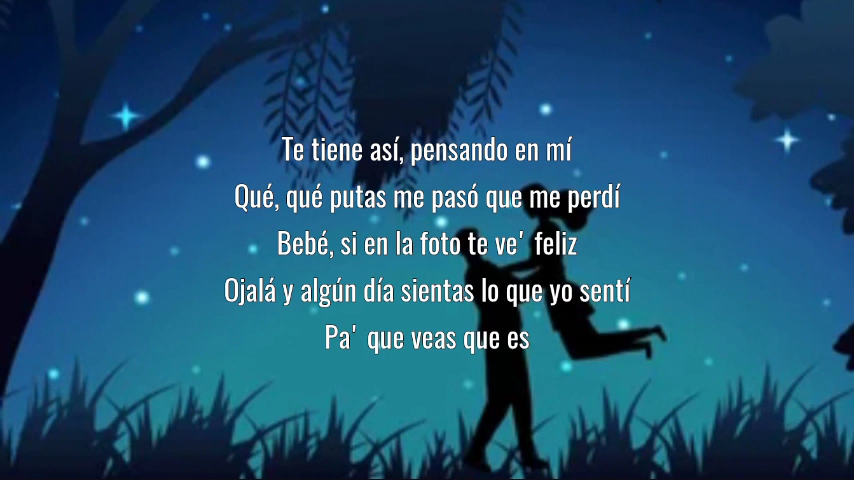 Te tiene así, pensando en mí
Qué, qué putas me pasó que me perdí
Bebé, si en la foto te ve' feliz
Ojalá y algún día sientas lo que yo sentí
Pa' que veas que es